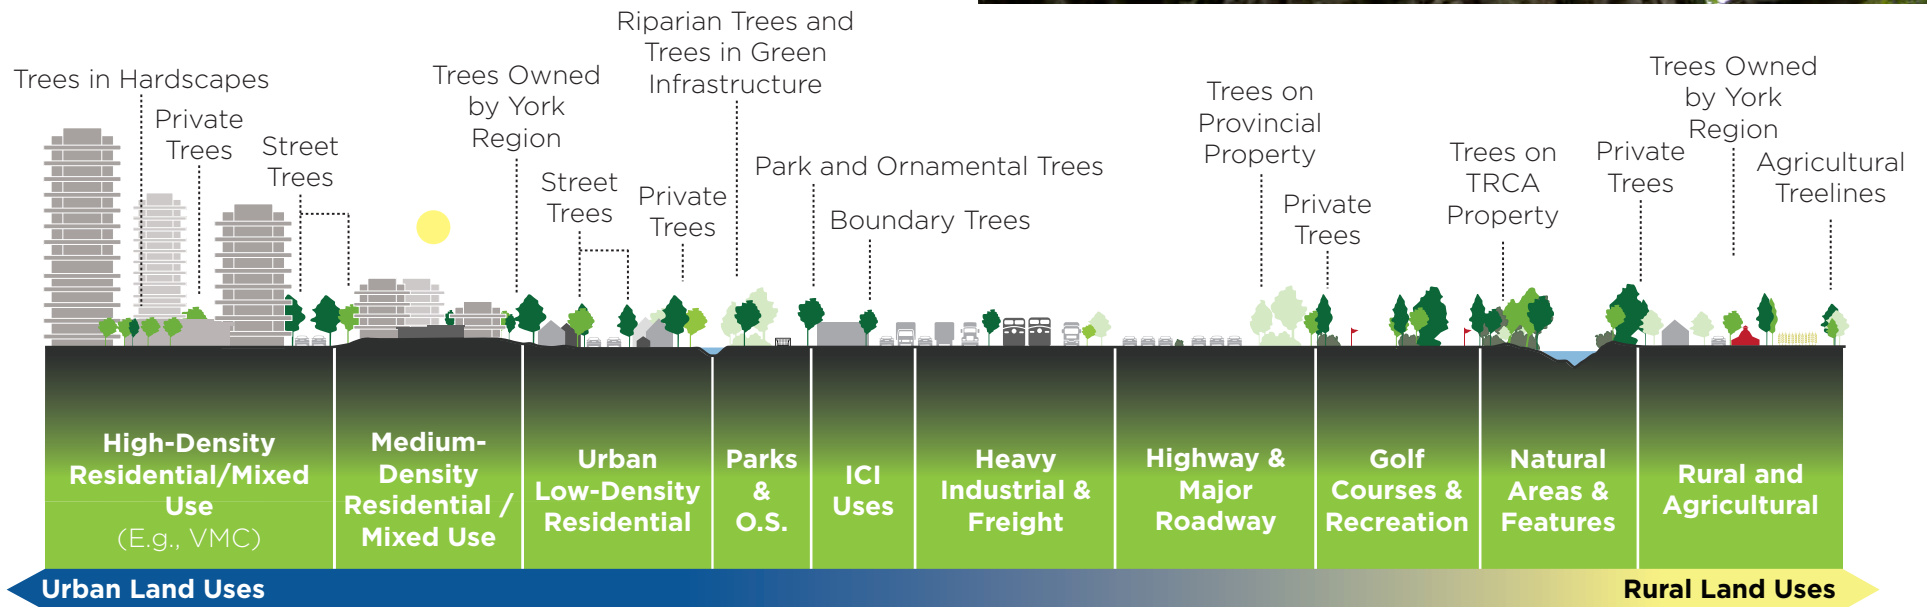 Trees in Hardscapes
Private
Trees
Street
Trees
Trees Owned
by York
Region
Street
Trees
Private
Trees
Riparian Trees and
Trees in Green
Infrastructure
Park and Ornamental Trees
Boundary Trees
Trees on
Provincial
Property
Private
Trees
Trees on
TRCA
Property
Private
Trees
Trees Owned
by York
Region
Agricultural
Treelines
High-Density
Residential/Mixed
Use
(E.g., VMC)
Medium-
Density
Residential /
Mixed Use
Urban
Low-Density
Residential
Parks
&
O.S.
ICI
Uses
Heavy
Industrial &
Freight
Highway &
Major
Roadway
Golf
Courses &
Recreation
Natural
Areas &
Features
Rural and
Agricultural
Urban Land Uses
Rural Land Uses